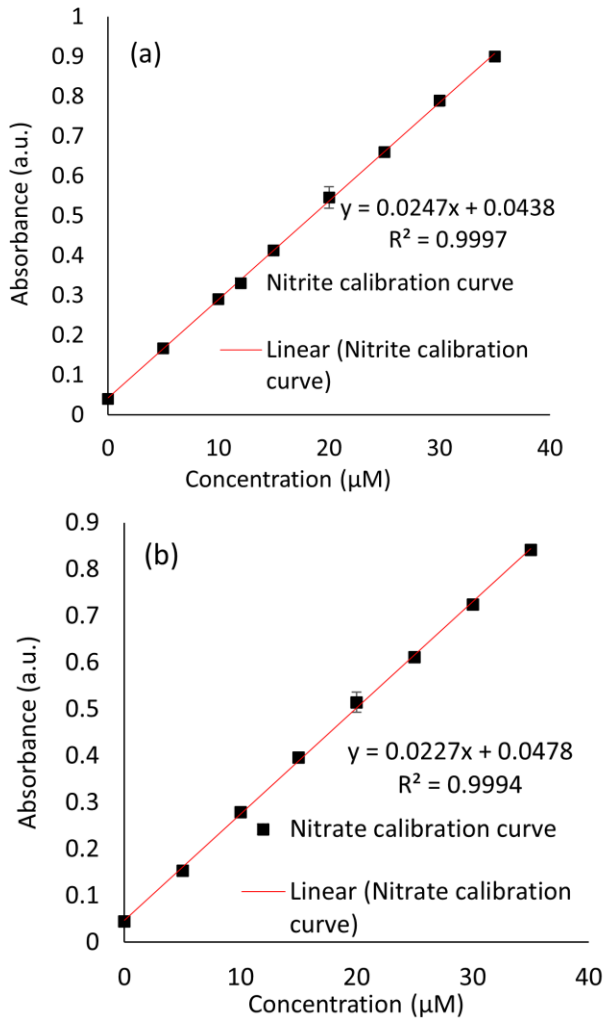 (a)
1
0.9
0.8
0.7
0.6
0.5
0.4
0.3
0.2
0.1
0
Absorbance (a.u.)
y = 0.0247x + 0.0438
R² = 0.9997
Nitrite calibration curve
Linear (Nitrite calibration
curve)
0 10 20 30 40
Concentration (μM)
(b)
0.9
0.8
0.7
0.6
0.5
0.4
0.3
0.2
0.1
0
Absorbance (a.u.)
y = 0.0227x + 0.0478
R² = 0.9994
Nitrate calibration curve
Linear (Nitrate calibration
curve)
0 10 20 30 40
Concentration (μM)